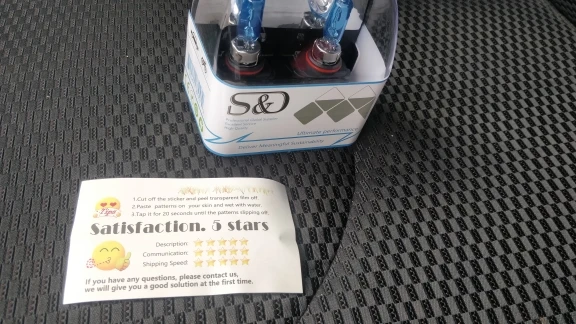 S&D
Ultimate performance
Tips
1.Cut off the sticker and peel transparent film off.
2.Paste patterns on your skin and wet with water.
3.Tap it for 20 seconds until the patterns slipping off.
Satisfaction. 5 stars
Description:
Communication:
Shipping Speed:
If you have any questions, please contact us,
we will give you a good solution at the first time.